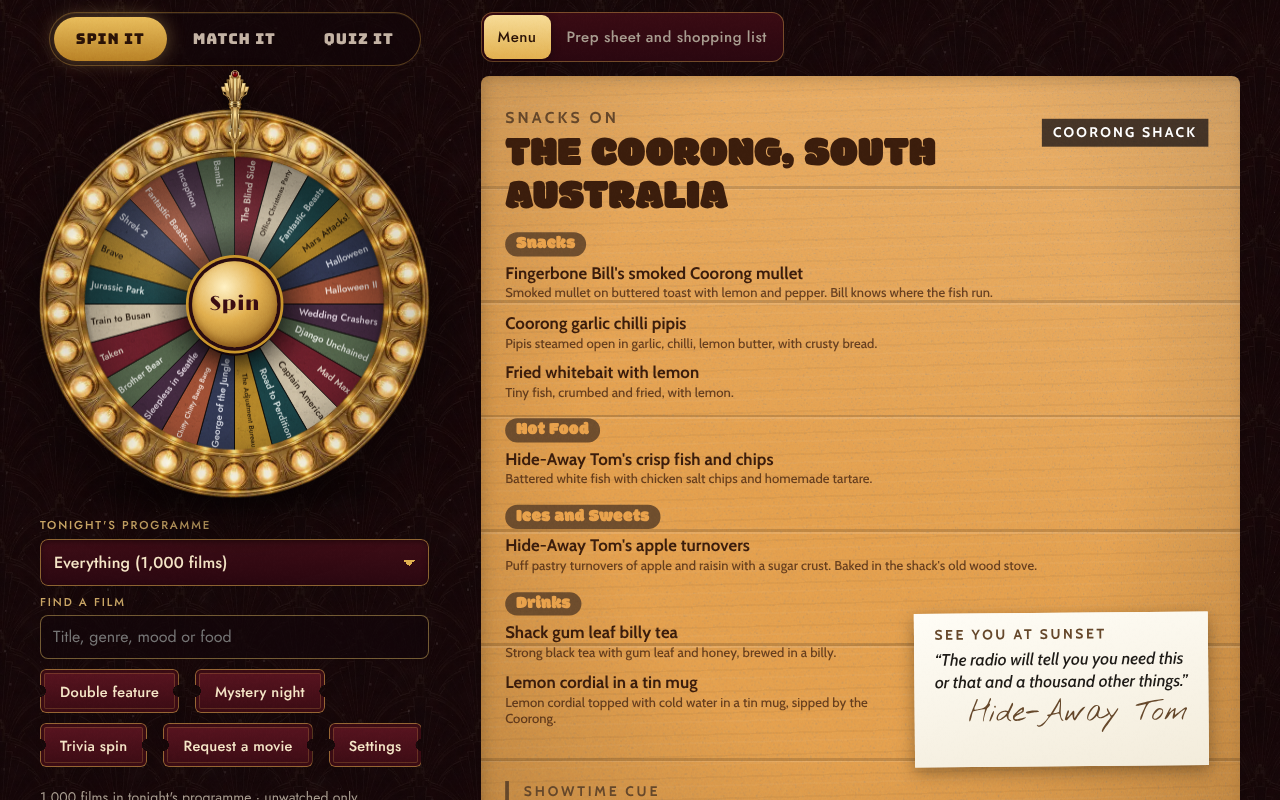 SPIN IT
MATCH IT
QUIZ IT
Bambi
The Blind Side
Office Christmas Party
Fantastic Beasts
Mars Attacks!
Halloween
Halloween II
Wedding Crashers
Django Unchained
Mad Max
Captain America
Road to Perdition
The Adjustment Bureau
George of the Jungle
Chitty Chitty Bang Bang
Sleepless in Seattle
Brother Bear
Taken
Train to Busan
Jurassic Park
Brave
Shrek 2
Fantastic Beasts...
Inception
Spin
TONIGHT'S PROGRAMME
Everything (1,000 films)
FIND A FILM
Title, genre, mood or food
Double feature
Mystery night
Trivia spin
Request a movie
Settings
1,000 films in tonight's programme · unwatched only
Menu
Prep sheet and shopping list
SNACKS ON
THE COORONG, SOUTH
AUSTRALIA
COORONG SHACK
Snacks
Fingerbone Bill's smoked Coorong mullet
Smoked mullet on buttered toast with lemon and pepper. Bill knows where the fish run.
Coorong garlic chilli pipis
Pipis steamed open in garlic, chilli, lemon butter, with crusty bread.
Fried whitebait with lemon
Tiny fish, crumbed and fried, with lemon.
Hot Food
Hide-Away Tom's crisp fish and chips
Battered white fish with chicken salt chips and homemade tartare.
Ices and Sweets
Hide-Away Tom's apple turnovers
Puff pastry turnovers of apple and raisin with a sugar crust. Baked in the shack's old wood stove.
Drinks
Shack gum leaf billy tea
Strong black tea with gum leaf and honey, brewed in a billy.
Lemon cordial in a tin mug
Lemon cordial topped with cold water in a tin mug, sipped by the
Coorong.
SEE YOU AT SUNSET
“The radio will tell you you need this
or that and a thousand other things.”
Hide-Away Tom
SHOWTIME CUE